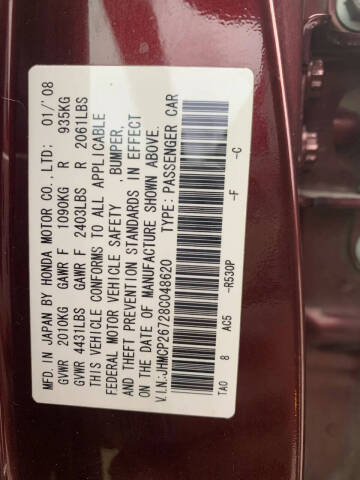 MFD. IN JAPAN BY HONDA MOTOR CO., LTD: 01/'08
GVWR 2010KG GAWR F 1090KG R 935KG
GVWR 4431LBS GAWR F 2403LBS R 2061LBS
THIS VEHICLE CONFORMS TO ALL APPLICABLE
FEDERAL MOTOR VEHICLE SAFETY ,BUMPER,
AND THEFT PREVENTION STANDARDS IN
EFFECT ON THE DATE OF MANUFACTURE SHOWN ABOVE.
V.I.N:JHMCP26728C048620 TYPE: PASSENGER CAR
TA0 8 AC5 -R530P -F -C